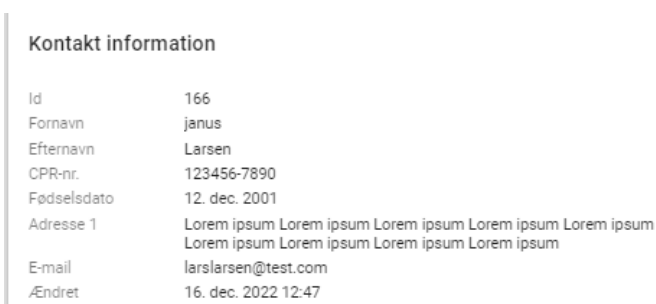 Kontakt information
Id 166
Fornavn janus
Efternavn Larsen
CPR-nr. 123456-7890
Fødselsdato 12. dec. 2001
Adresse 1 Lorem ipsum Lorem ipsum Lorem ipsum Lorem ipsum Lorem ipsum
Lorem ipsum Lorem ipsum Lorem ipsum Lorem ipsum
E-mail larslarsen@test.com
Ændret 16. dec. 2022 12:47